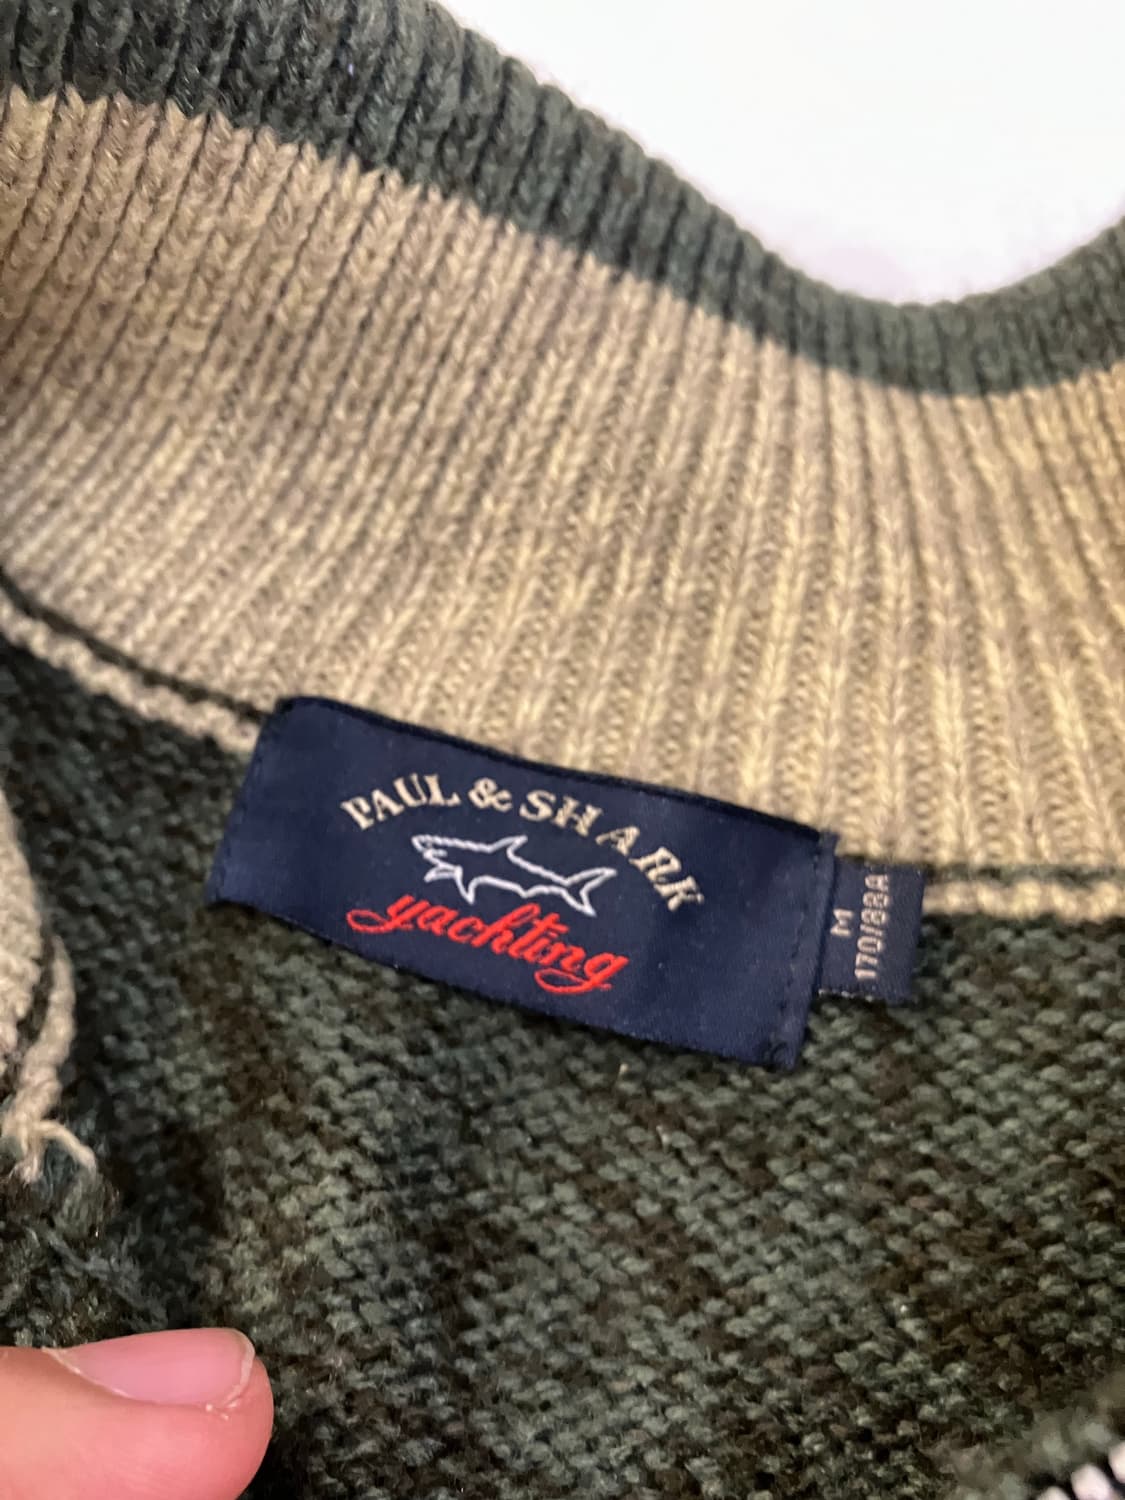 PAUL & SHARK
yachting
M
170/88A